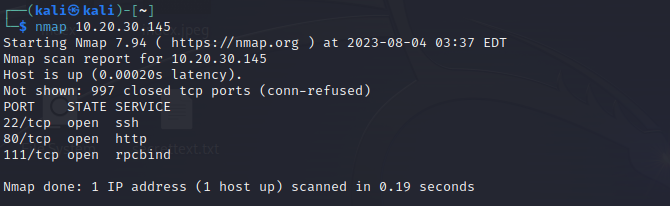 ┌──(kali㉿kali)-[~]
└─$ nmap 10.20.30.145
Starting Nmap 7.94 ( https://nmap.org ) at 2023-08-04 03:37 EDT
Nmap scan report for 10.20.30.145
Host is up (0.00020s latency).
Not shown: 997 closed tcp ports (conn-refused)
PORT    STATE SERVICE
22/tcp  open  ssh
80/tcp  open  http
111/tcp open  rpcbind
Nmap done: 1 IP address (1 host up) scanned in 0.19 seconds